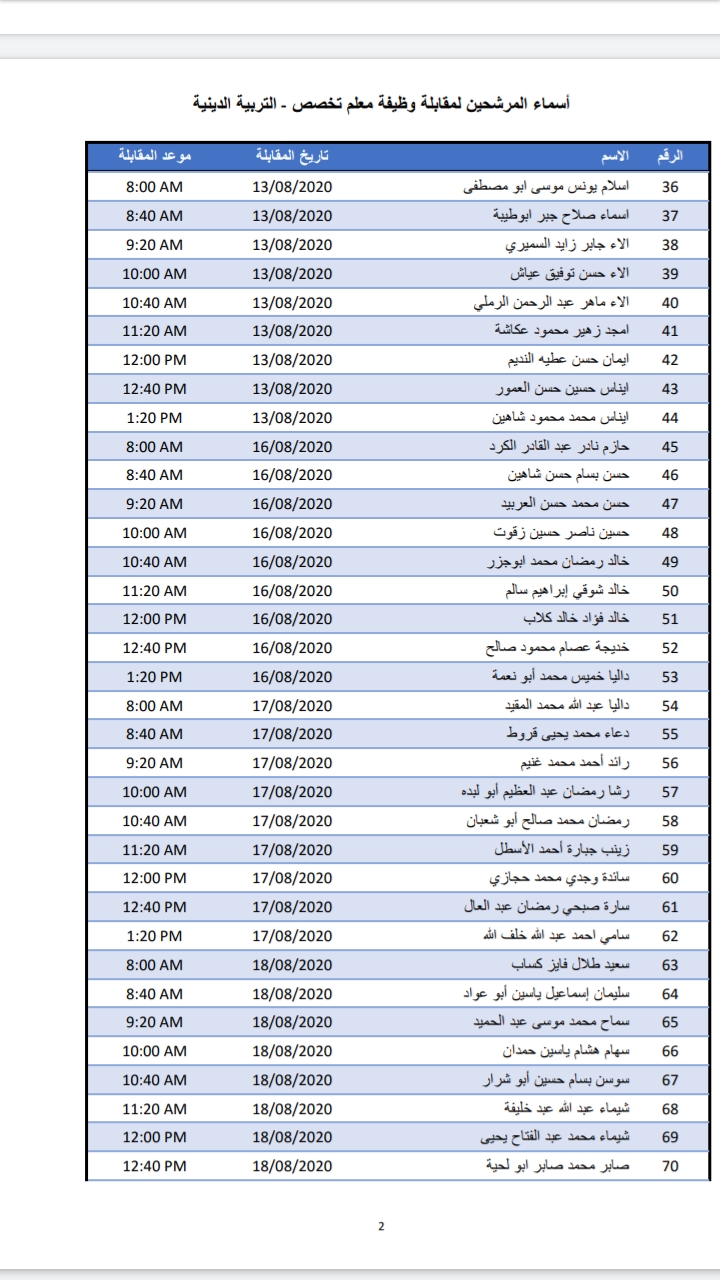 أسماء المرشحين لمقابلة وظيفة معلم تخصص - التربية الدينية
الرقم الاسم تاريخ المقابلة موعد المقابلة
36 اسلام يونس موسى ابو مصطفى 13/08/2020 8:00 AM
37 اسماء صلاح جبر ابوطيبة 13/08/2020 8:40 AM
38 الاء جابر زايد السميري 13/08/2020 9:20 AM
39 الاء حسن توفيق عياش 13/08/2020 10:00 AM
40 الاء ماهر عبد الرحمن الرملي 13/08/2020 10:40 AM
41 امجد زهير محمود عكاشة 13/08/2020 11:20 AM
42 ايمان حسن عطيه النديم 13/08/2020 12:00 PM
43 ايناس حسين حسن العمور 13/08/2020 12:40 PM
44 ايناس محمد محمود شاهين 13/08/2020 1:20 PM
45 حازم نادر عبد القادر الكرد 16/08/2020 8:00 AM
46 حسن بسام حسن شاهين 16/08/2020 8:40 AM
47 حسن محمد حسن العربيد 16/08/2020 9:20 AM
48 حسين ناصر حسين زقوت 16/08/2020 10:00 AM
49 خالد رمضان محمد ابوجزر 16/08/2020 10:40 AM
50 خالد شوقي إبراهيم سالم 16/08/2020 11:20 AM
51 خالد فؤاد خالد كلاب 16/08/2020 12:00 PM
52 خديجة عصام محمود صالح 16/08/2020 12:40 PM
53 داليا خميس محمد أبو نعمة 16/08/2020 1:20 PM
54 داليا عبد الله محمد المقيد 17/08/2020 8:00 AM
55 دعاء محمد يحيى قروط 17/08/2020 8:40 AM
56 رائد أحمد محمد غنيم 17/08/2020 9:20 AM
57 رشا رمضان عبد العظيم أبو لبده 17/08/2020 10:00 AM
58 رمضان محمد صالح أبو شعبان 17/08/2020 10:40 AM
59 زينب جبارة أحمد الأسطل 17/08/2020 11:20 AM
60 سائدة وجدي محمد حجازي 17/08/2020 12:00 PM
61 سارة صبحي رمضان عبد العال 17/08/2020 12:40 PM
62 سامي احمد عبد الله خلف الله 17/08/2020 1:20 PM
63 سعيد طلال فايز كساب 18/08/2020 8:00 AM
64 سليمان إسماعيل ياسين أبو عواد 18/08/2020 8:40 AM
65 سماح محمد موسى عبد الحميد 18/08/2020 9:20 AM
66 سهام هشام ياسين حمدان 18/08/2020 10:00 AM
67 سوسن بسام حسين أبو شرار 18/08/2020 10:40 AM
68 شيماء عبد الله عبد خليفة 18/08/2020 11:20 AM
69 شيماء محمد عبد الفتاح يحيى 18/08/2020 12:00 PM
70 صابر محمد صابر ابو لحية 18/08/2020 12:40 PM
2